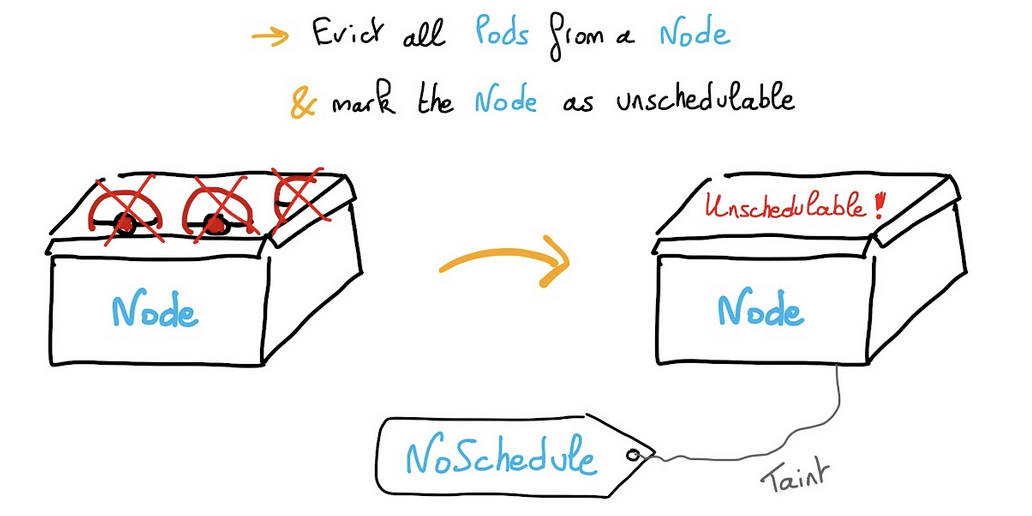 → Evict all Pods from a Node
& mark the Node as unschedulable
Unschedulable!
Node
Node
NoSchedule
Taint